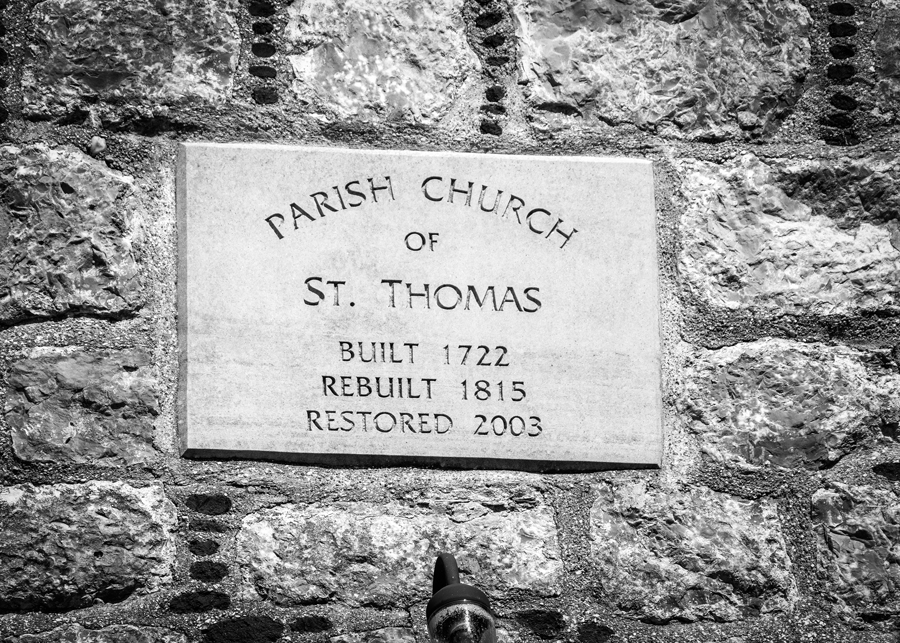 PARISH CHURCH
OF
ST. THOMAS
BUILT 1722
REBUILT 1815
RESTORED 2003